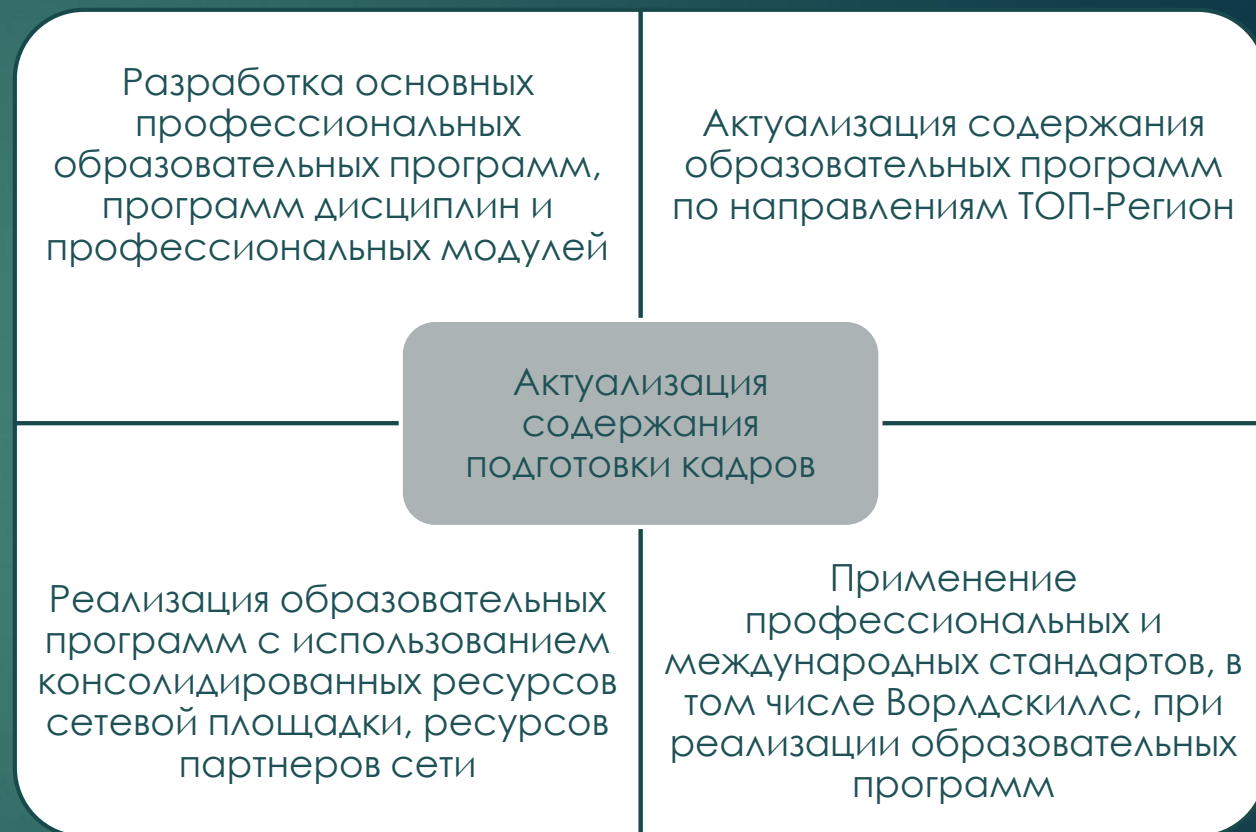 Разработка основных
профессиональных
образовательных программ,
программ дисциплин и
профессиональных модулей
Актуализация содержания
образовательных программ
по направлениям ТОП-Регион
Актуализация
содержания
подготовки кадров
Реализация образовательных
программ с использованием
консолидированных ресурсов
сетевой площадки, ресурсов
партнеров сети
Применение
профессиональных и
международных стандартов, в
том числе Ворлдскиллс, при
реализации образовательных
программ